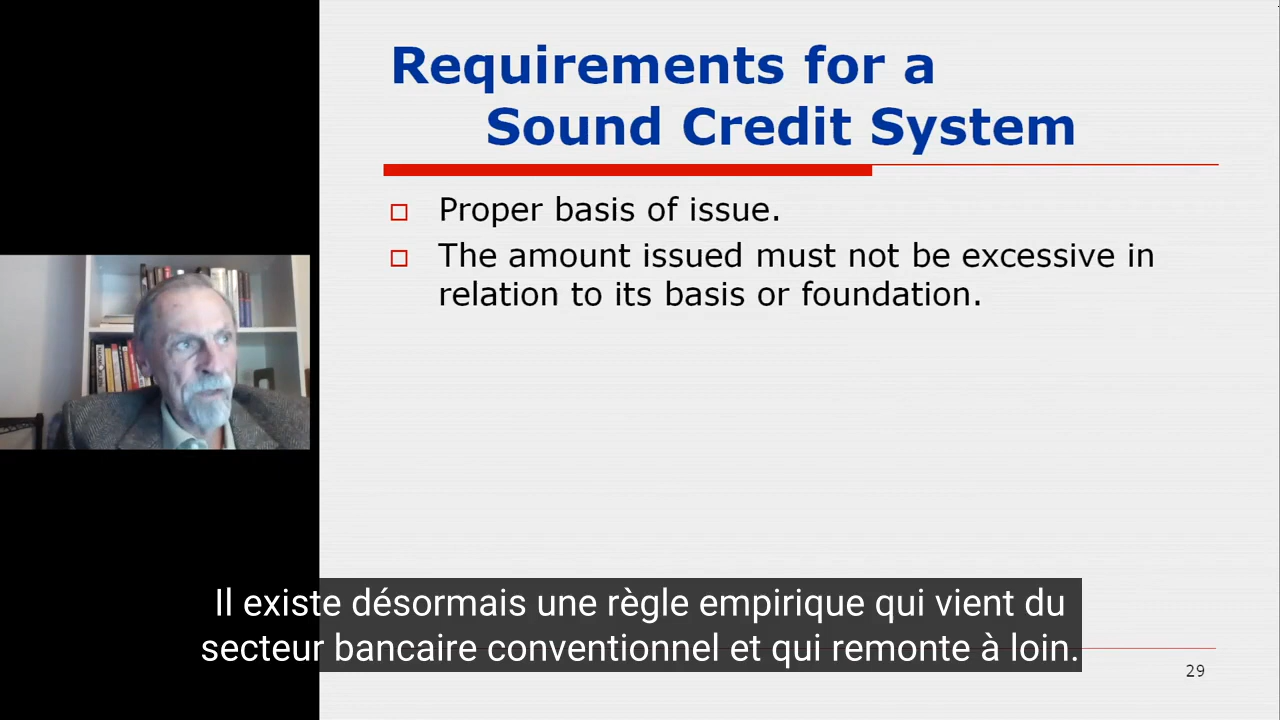 Requirements for a
Sound Credit System
Proper basis of issue.
The amount issued must not be excessive in
relation to its basis or foundation.
Il existe désormais une règle empirique qui vient du
secteur bancaire conventionnel et qui remonte à loin.
29